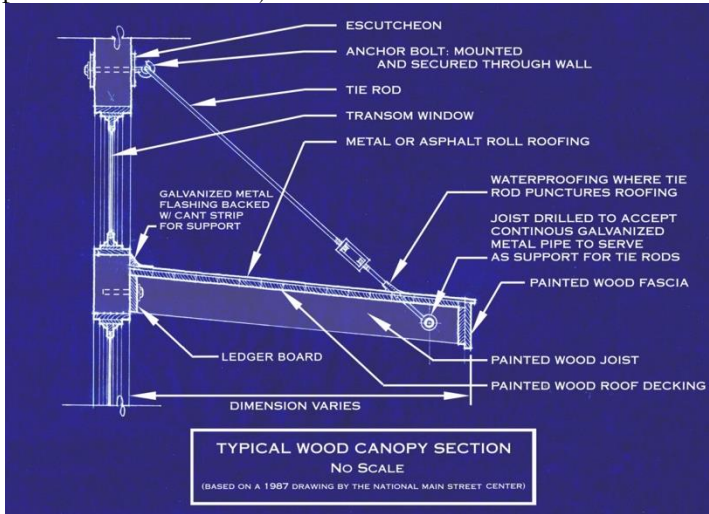 ESCUTCHEON
ANCHOR BOLT: MOUNTED
AND SECURED THROUGH WALL
TIE ROD
TRANSOM WINDOW
METAL OR ASPHALT ROLL ROOFING
GALVANIZED METAL
FLASHING BACKED
W/ CANT STRIP
FOR SUPPORT
WATERPROOFING WHERE TIE
ROD PUNCTURES ROOFING
JOIST DRILLED TO ACCEPT
CONTINOUS GALVANIZED
METAL PIPE TO SERVE
AS SUPPORT FOR TIE RODS
PAINTED WOOD FASCIA
LEDGER BOARD
PAINTED WOOD JOIST
PAINTED WOOD ROOF DECKING
DIMENSION VARIES
TYPICAL WOOD CANOPY SECTION
NO SCALE
(BASED ON A 1987 DRAWING BY THE NATIONAL MAIN STREET CENTER)